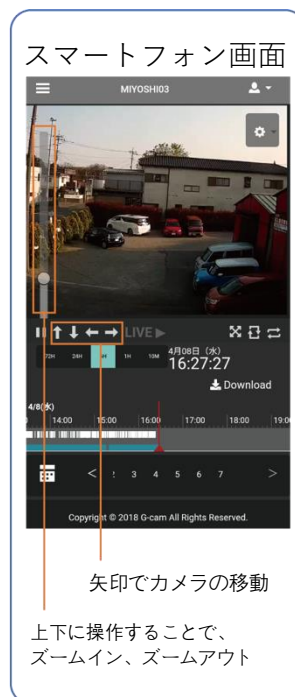 スマートフォン画面
MIYOSHI03
LIVE
72H 24H 1H 10M
4月08日（水）
16:27:27
Download
4/8(水)
14:00 15:00 16:00 17:00 18:00 19:0
< 3 4 5 6 7 >
Copyright © 2018 G-cam All Rights Reserved.
矢印でカメラの移動
上下に操作することで、
ズームイン、ズームアウト